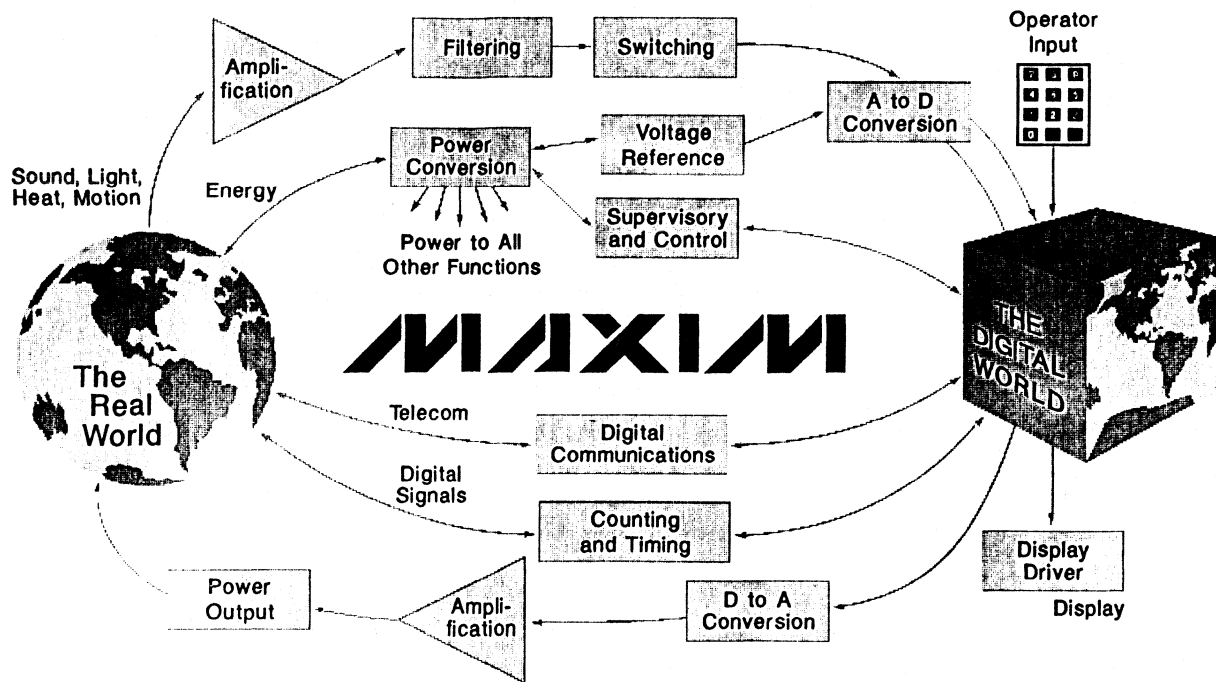 Operator
Input
Filtering
Switching
Ampli-
fication
A to D
Conversion
Voltage
Reference
Power
Conversion
Sound, Light,
Heat, Motion
Energy
Supervisory
and Control
Power to All
Other Functions
MAXIM
THE
DIGITAL
WORLD
The
Real
World
Telecom
Digital
Communications
Digital
Signals
Counting
and Timing
Display
Driver
Display
Power
Output
Ampli-
fication
D to A
Conversion